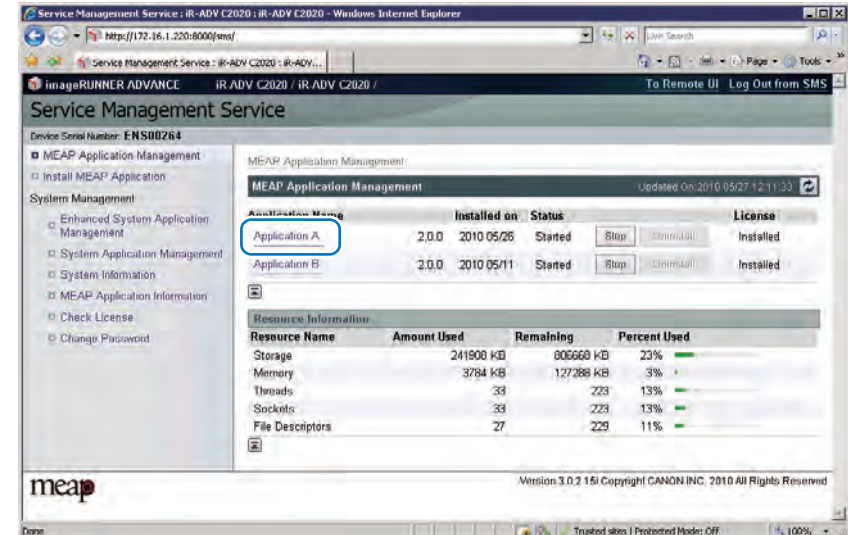 Service Management Service : iR-ADV C2020 : iR-ADV C2020 - Windows Internet Explorer
http://172.16.1.220:8000/sms/
Live Search
Service Management Service : iR-ADV C2020 : iR-ADV...
Page Tools
imageRUNNER ADVANCE iR ADV C2020 / iR ADV C2020 / To Remote UI Log Out from SMS
Service Management Service
Device Serial Number: ENS00264
MEAP Application Management
Install MEAP Application
System Management
Enhanced System Application
Management
System Application Management
System Information
MEAP Application Information
Check License
Change Password
MEAP Application Management
MEAP Application Management Updated On:2010 05/27 12:11:33
Application Name Installed on Status License
Application A 2.0.0 2010 05/26 Started Stop Uninstall Installed
Application B 2.0.0 2010 05/11 Started Stop Uninstall Installed
Resource Information
Resource Name Amount Used Remaining Percent Used
Storage 241908 KB 806668 KB 23%
Memory 3784 KB 127288 KB 3%
Threads 33 223 13%
Sockets 33 223 13%
File Descriptors 27 229 11%
meap
Version 3.0.2.15i Copyright CANON INC. 2010 All Rights Reserved
Done Trusted sites | Protected Mode: Off 100%